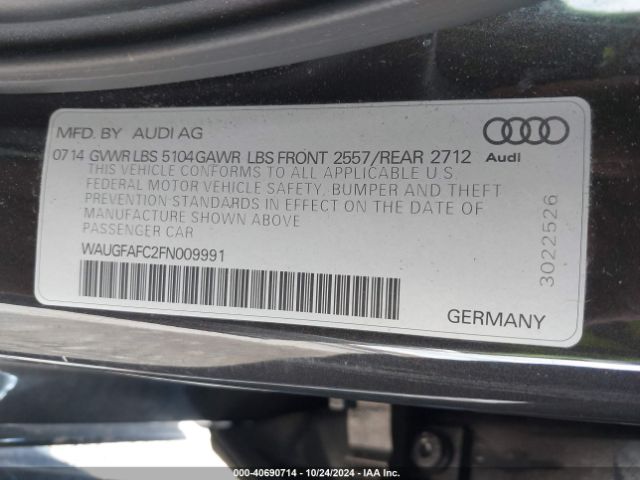 MFD. BY AUDI AG
0714 GVWR LBS 5104 GAWR LBS FRONT 2557/REAR 2712
Audi
THIS VEHICLE CONFORMS TO ALL APPLICABLE U.S.
FEDERAL MOTOR VEHICLE SAFETY, BUMPER AND THEFT
PREVENTION STANDARDS IN EFFECT ON THE DATE OF
MANUFACTURE SHOWN ABOVE
PASSENGER CAR
WAUGFAFC2FN009991
3022526
GERMANY
000-40690714 - 10/24/2024 - IAA Inc.